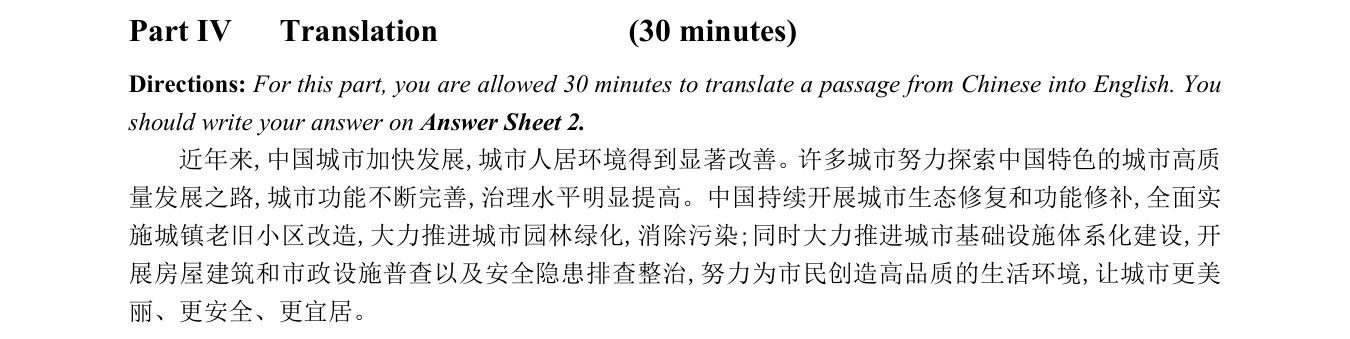 Part IV Translation (30 minutes)
Directions: For this part, you are allowed 30 minutes to translate a passage from Chinese into English. You
should write your answer on Answer Sheet 2.
近年来,中国城市加快发展,城市人居环境得到显著改善。许多城市努力探索中国特色的城市高质
量发展之路,城市功能不断完善,治理水平明显提高。中国持续开展城市生态修复和功能修补,全面实
施城镇老旧小区改造,大力推进城市园林绿化,消除污染;同时大力推进城市基础设施体系化建设,开
展房屋建筑和市政设施普查以及安全隐患排查整治,努力为市民创造高品质的生活环境,让城市更美
丽、更安全、更宜居。